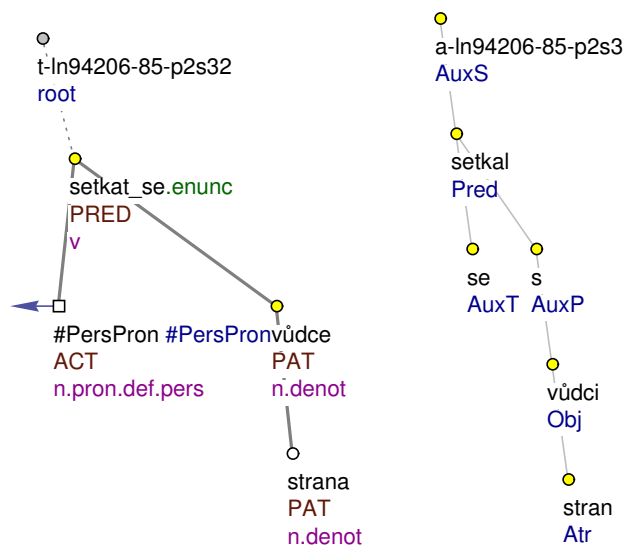 t-ln94206-85-p2s32
root
setkat_se.enunc
PRED
v
#PersPron #PersPron
ACT
n.pron.def.pers
vůdce
PAT
n.denot
strana
PAT
n.denot
a-ln94206-85-p2s3
AuxS
setkal
Pred
se
AuxT
s
AuxP
vůdci
Obj
stran
Atr